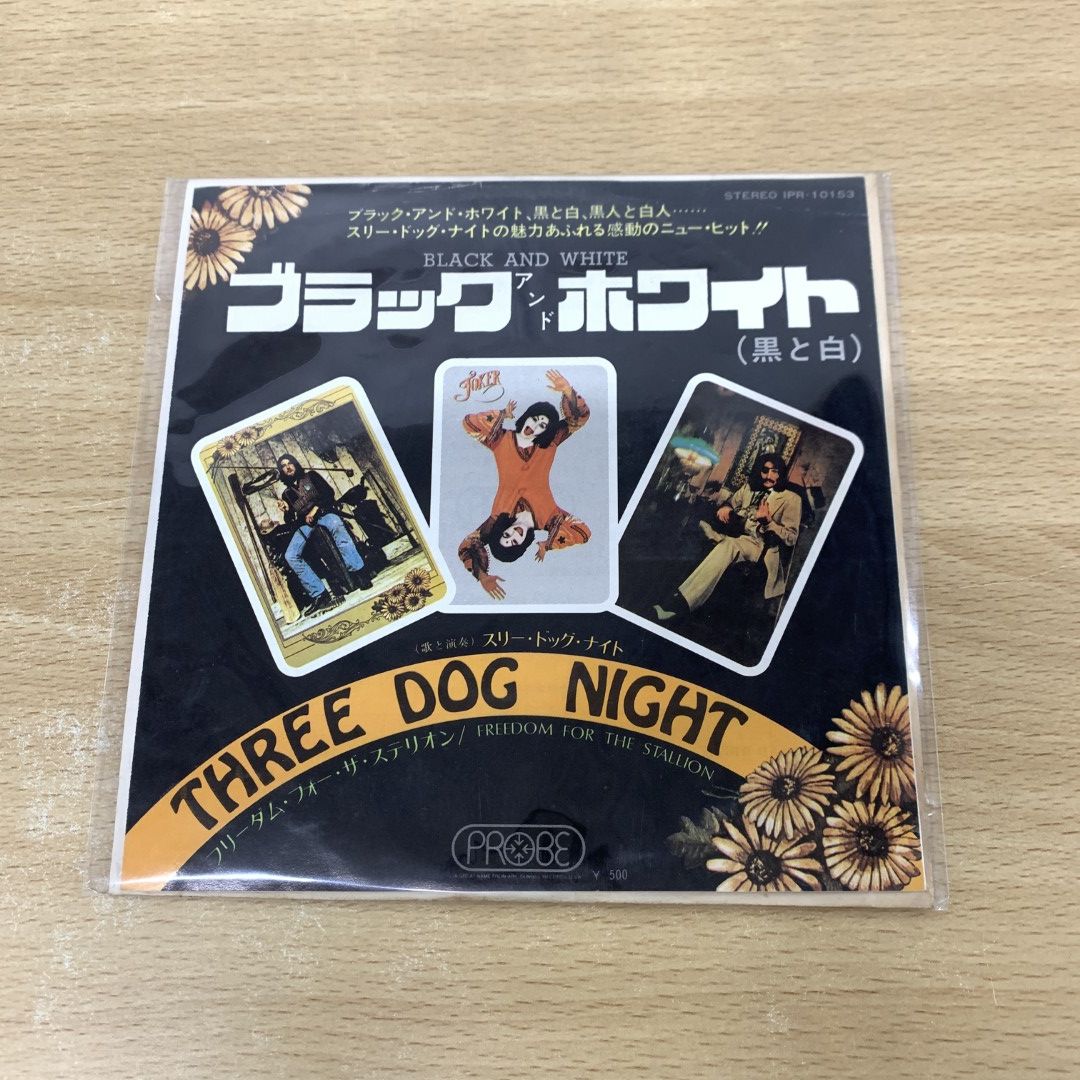 STEREO IPR-10153
ブラック・アンド・ホワイト、黒と白、黒人と白人……
スリー・ドッグ・ナイトの魅力あふれる感動のニュー・ヒット!!
BLACK AND WHITE
ブラック アンド ホワイト
(黒と白)
JOKER
(歌と演奏) スリー・ドッグ・ナイト
THREE DOG NIGHT
フリーダム・フォー・ザ・ステリオン/ FREEDOM FOR THE STALLION
PROBE
¥ 500